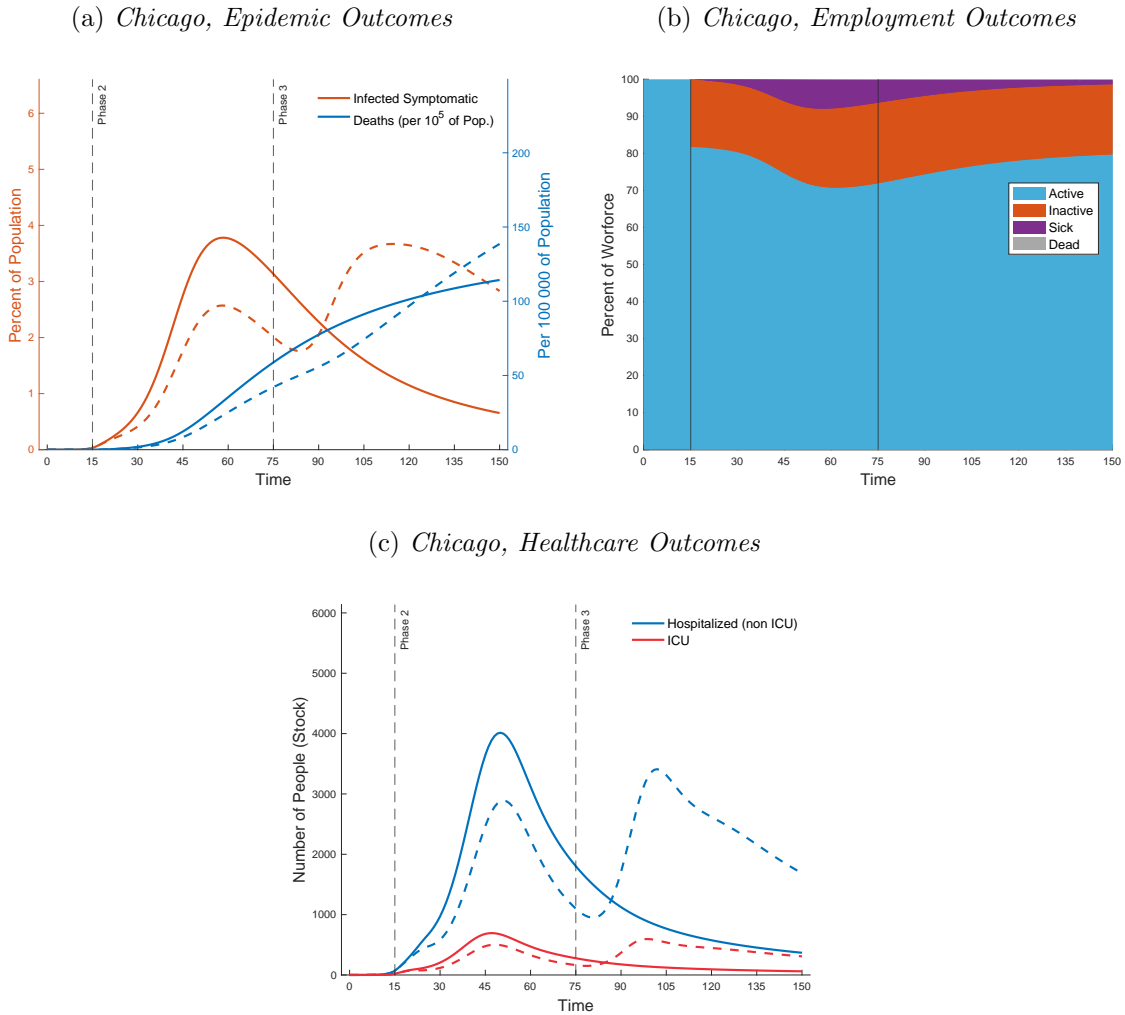 (a) Chicago, Epidemic Outcomes
Phase 2
Phase 3
Infected Symptomatic
Deaths (per 10⁵ of Pop.)
6
5
4
3
2
1
0
Percent of Population
200
150
100
50
0
Per 100 000 of Population
0 15 30 45 60 75 90 105 120 135 150
Time
(b) Chicago, Employment Outcomes
100
90
80
70
60
50
40
30
20
10
0
Percent of Worforce
Active
Inactive
Sick
Dead
0 15 30 45 60 75 90 105 120 135 150
Time
(c) Chicago, Healthcare Outcomes
Phase 2
Phase 3
Hospitalized (non ICU)
ICU
6000
5000
4000
3000
2000
1000
0
Number of People (Stock)
0 15 30 45 60 75 90 105 120 135 150
Time